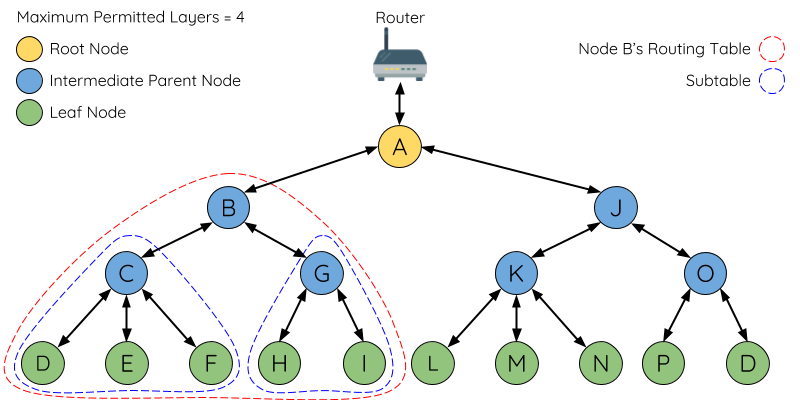 Maximum Permitted Layers = 4
Router
Root Node
Node B's Routing Table
Intermediate Parent Node
Subtable
Leaf Node
A
B
J
C
G
K
O
D
E
F
H
I
L
M
N
P
D